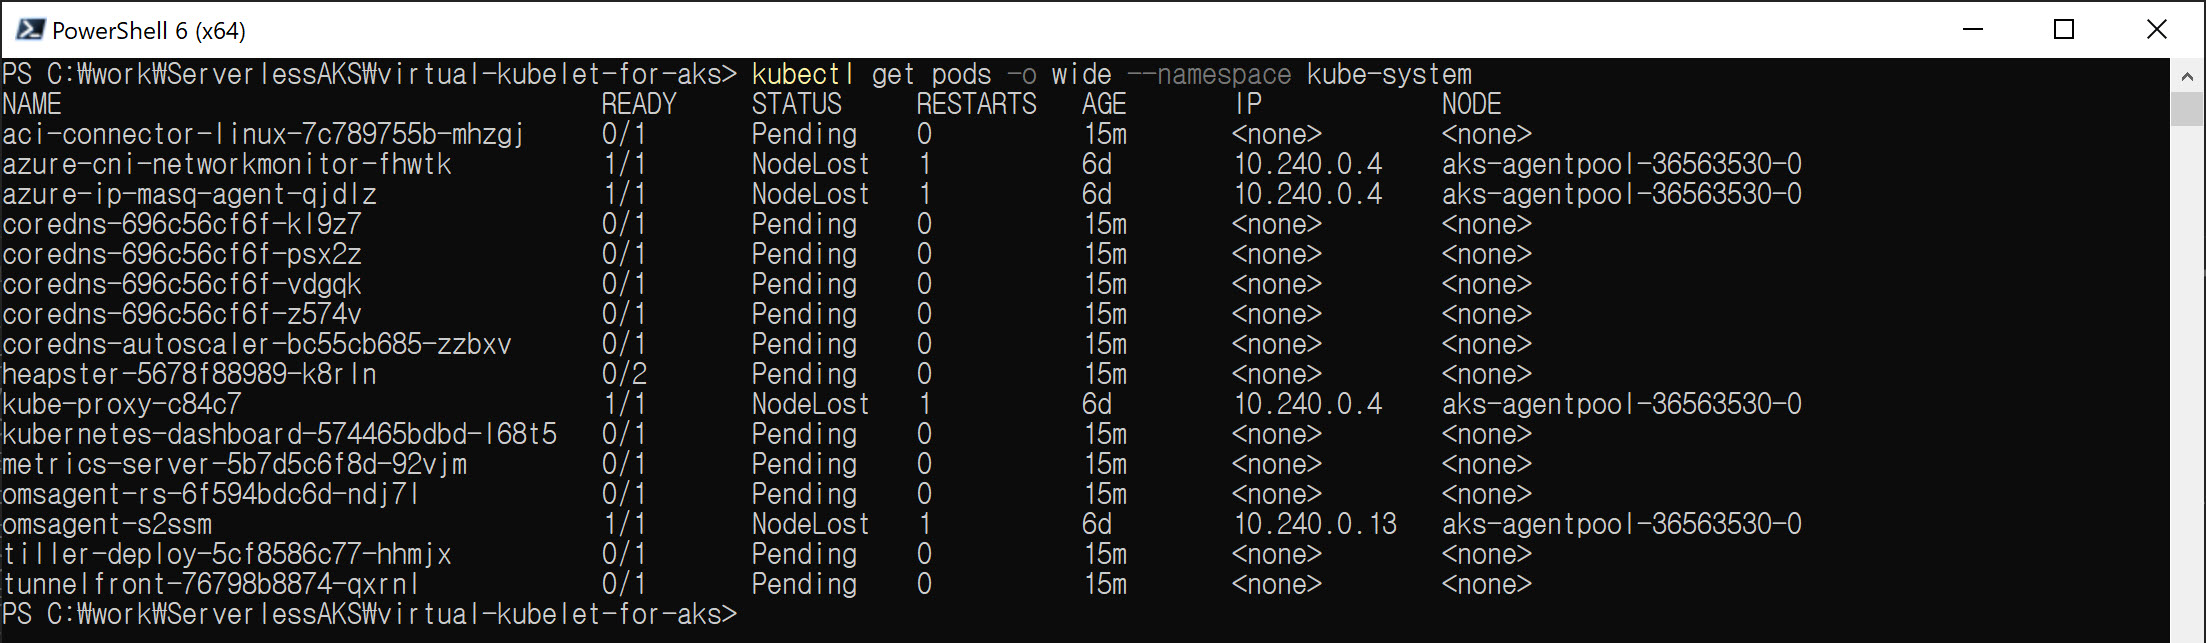 PowerShell 6 (x64)
PS C:₩work₩ServerlessAKS₩virtual-kubelet-for-aks> kubectl get pods -o wide --namespace kube-system
NAME READY STATUS RESTARTS AGE IP NODE
aci-connector-linux-7c789755b-mhzgj 0/1 Pending 0 15m <none> <none>
azure-cni-networkmonitor-fhwtk 1/1 NodeLost 1 6d 10.240.0.4 aks-agentpool-36563530-0
azure-ip-masq-agent-qjdlz 1/1 NodeLost 1 6d 10.240.0.4 aks-agentpool-36563530-0
coredns-696c56cf6f-kl9z7 0/1 Pending 0 15m <none> <none>
coredns-696c56cf6f-psx2z 0/1 Pending 0 15m <none> <none>
coredns-696c56cf6f-vdgqk 0/1 Pending 0 15m <none> <none>
coredns-696c56cf6f-z574v 0/1 Pending 0 15m <none> <none>
coredns-autoscaler-bc55cb685-zzbxv 0/1 Pending 0 15m <none> <none>
heapster-5678f88989-k8rln 0/2 Pending 0 15m <none> <none>
kube-proxy-c84c7 1/1 NodeLost 1 6d 10.240.0.4 aks-agentpool-36563530-0
kubernetes-dashboard-574465bdbd-l68t5 0/1 Pending 0 15m <none> <none>
metrics-server-5b7d5c6f8d-92vjm 0/1 Pending 0 15m <none> <none>
omsagent-rs-6f594bdc6d-ndj7l 0/1 Pending 0 15m <none> <none>
omsagent-s2ssm 1/1 NodeLost 1 6d 10.240.0.13 aks-agentpool-36563530-0
tiller-deploy-5cf8586c77-hhmjx 0/1 Pending 0 15m <none> <none>
tunnelfront-76798b8874-qxrnl 0/1 Pending 0 15m <none> <none>
PS C:₩work₩ServerlessAKS₩virtual-kubelet-for-aks>